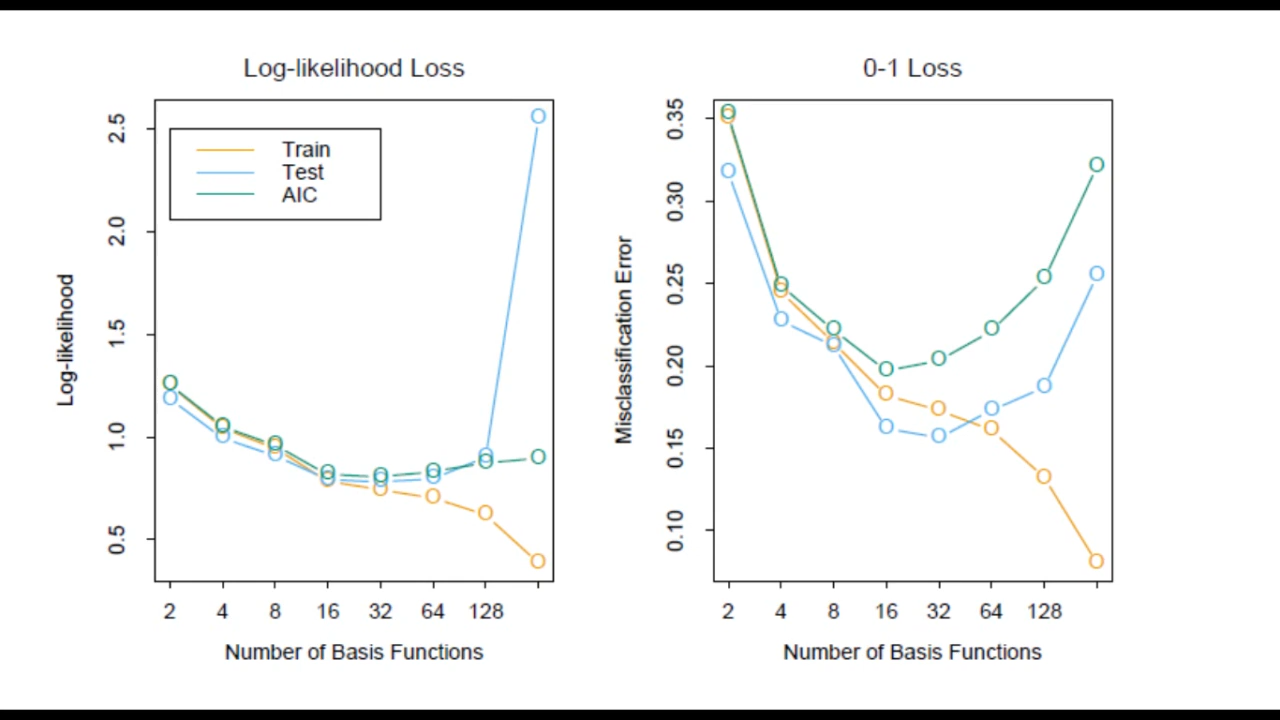 Log-likelihood Loss
2.5
2.0
1.5
1.0
0.5
Log-likelihood
Train
Test
AIC
2 4 8 16 32 64 128
Number of Basis Functions
0-1 Loss
0.35
0.30
0.25
0.20
0.15
0.10
Misclassification Error
2 4 8 16 32 64 128
Number of Basis Functions